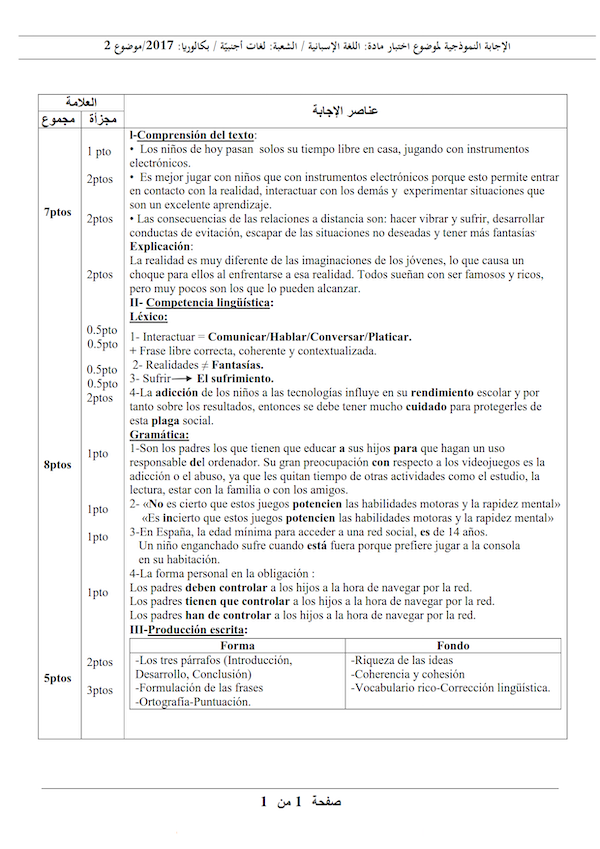 الإجابة النموذجية لموضوع اختبار مادة: اللغة الإسبانية / الشعبة: لغات أجنبيّة / بكالوريا: 2017/موضوع 2
العلامة
عناصر الإجابة
مجموع
مجزأة
I-Comprensión del texto:
1 pto
• Los niños de hoy pasan solos su tiempo libre en casa, jugando con instrumentos
electrónicos.
2ptos
• Es mejor jugar con niños que con instrumentos electrónicos porque esto permite entrar
en contacto con la realidad, interactuar con los demás y experimentar situaciones que
son un excelente aprendizaje.
7ptos
2ptos
• Las consecuencias de las relaciones a distancia son: hacer vibrar y sufrir, desarrollar
conductas de evitación, escapar de las situaciones no deseadas y tener más fantasías.
Explicación:
La realidad es muy diferente de las imaginaciones de los jóvenes, lo que causa un
2ptos
choque para ellos al enfrentarse a esa realidad. Todos sueñan con ser famosos y ricos,
pero muy pocos son los que lo pueden alcanzar.
II- Competencia lingüística:
Léxico:
0.5pto
1- Interactuar = Comunicar/Hablar/Conversar/Platicar.
0.5pto
+ Frase libre correcta, coherente y contextualizada.
0.5pto
2- Realidades ≠ Fantasías.
0.5pto
3- Sufrir→ El sufrimiento.
2ptos
4-La adicción de los niños a las tecnologías influye en su rendimiento escolar y por
tanto sobre los resultados, entonces se debe tener mucho cuidado para protegerles de
esta plaga social.
Gramática:
8ptos
1pto
1-Son los padres los que tienen que educar a sus hijos para que hagan un uso
responsable del ordenador. Su gran preocupación con respecto a los videojuegos es la
adicción o el abuso, ya que les quitan tiempo de otras actividades como el estudio, la
lectura, estar con la familia o con los amigos.
1pto
2- «No es cierto que estos juegos potencien las habilidades motoras y la rapidez mental»
«Es incierto que estos juegos potencien las habilidades motoras y la rapidez mental»
1pto
3-En España, la edad mínima para acceder a una red social, es de 14 años.
Un niño enganchado sufre cuando está fuera porque prefiere jugar a la consola
en su habitación.
4-La forma personal en la obligación :
1pto
Los padres deben controlar a los hijos a la hora de navegar por la red.
Los padres tienen que controlar a los hijos a la hora de navegar por la red.
Los padres han de controlar a los hijos a la hora de navegar por la red.
III-Producción escrita:
Forma
Fondo
5ptos
2ptos
3ptos
-Los tres párrafos (Introducción,
Desarrollo, Conclusión)
-Formulación de las frases
-Ortografía-Puntuación.
-Riqueza de las ideas
-Coherencia y cohesión
-Vocabulario rico-Corrección lingüística.
صفحة 1 من 1